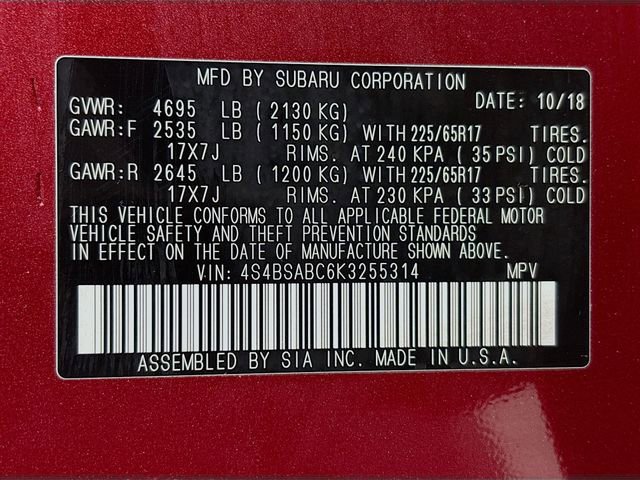 MFD BY SUBARU CORPORATION
DATE: 10/18
GVWR: 4695 LB (2130 KG)
GAWR:F 2535 LB (1150 KG) WITH 225/65R17 TIRES.
17X7J RIMS. AT 240 KPA (35 PSI) COLD
GAWR:R 2645 LB (1200 KG) WITH 225/65R17 TIRES.
17X7J RIMS. AT 230 KPA (33 PSI) COLD
THIS VEHICLE CONFORMS TO ALL APPLICABLE FEDERAL MOTOR
VEHICLE SAFETY AND THEFT PREVENTION STANDARDS
IN EFFECT ON THE DATE OF MANUFACTURE SHOWN ABOVE.
VIN: 4S4BSABC6K3255314 MPV
ASSEMBLED BY SIA INC. MADE IN U.S.A.